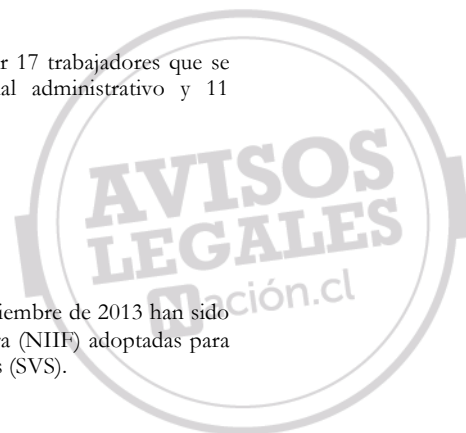 r 17 trabajadores que se
al administrativo y 11
AVISOS
LEGALES
Nación.cl
iembre de 2013 han sido
ra (NIIF) adoptadas para
s (SVS).